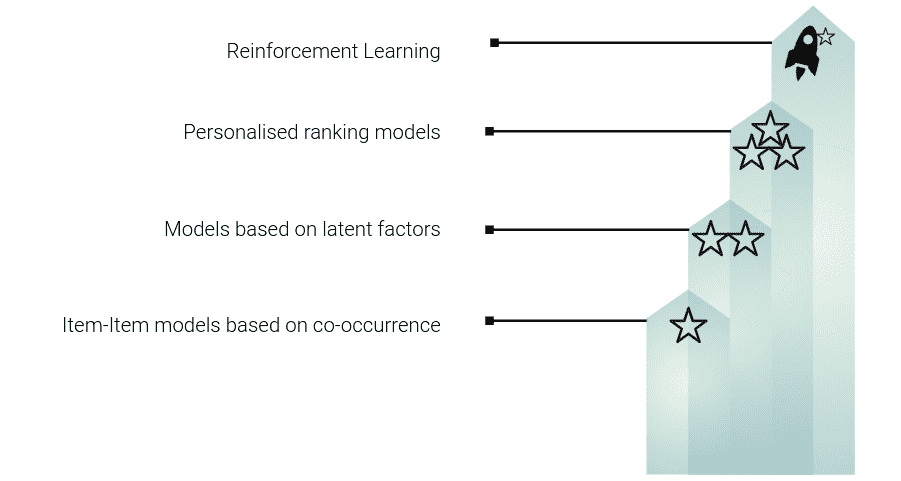 Reinforcement Learning
Personalised ranking models
Models based on latent factors
Item-Item models based on co-occurrence